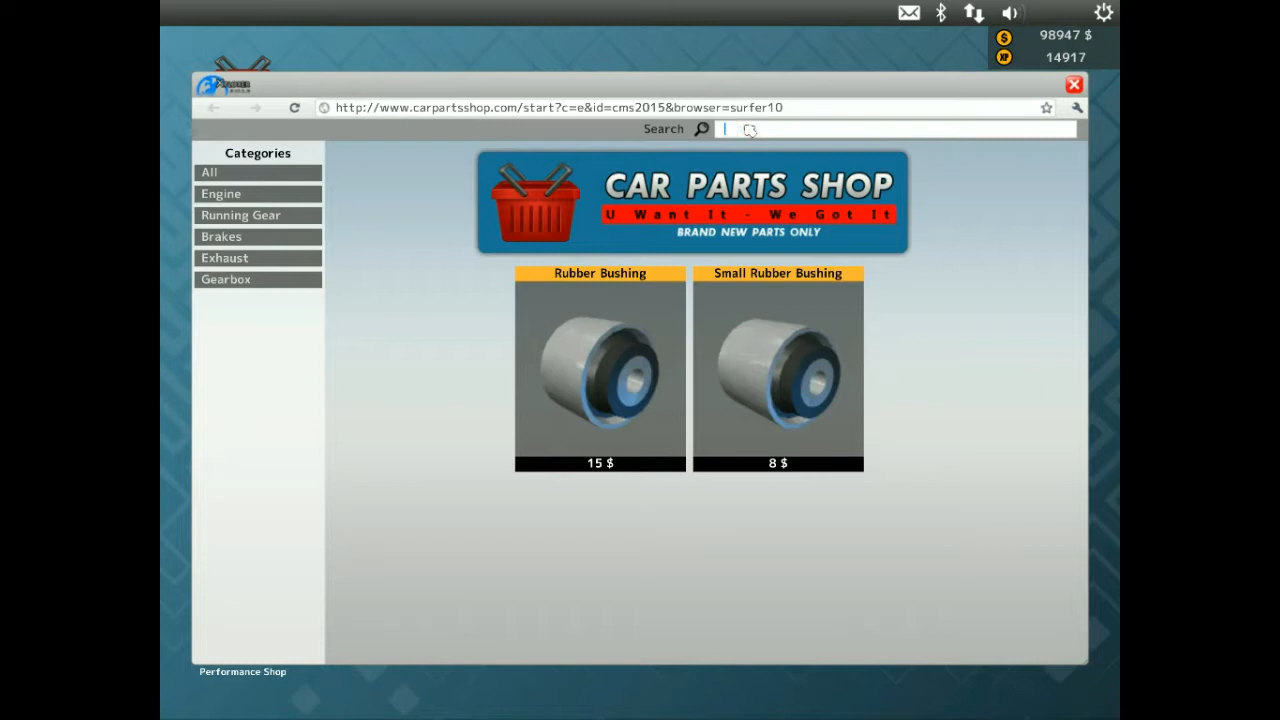 98947 $
XP
14917
http://www.carpartsshop.com/start?c=e&id=cms2015&browser=surfer10
Search
Categories
All
Engine
Running Gear
Brakes
Exhaust
Gearbox
CAR PARTS SHOP
U Want It - We Got It
BRAND NEW PARTS ONLY
Rubber Bushing
15 $
Small Rubber Bushing
8 $
Performance Shop